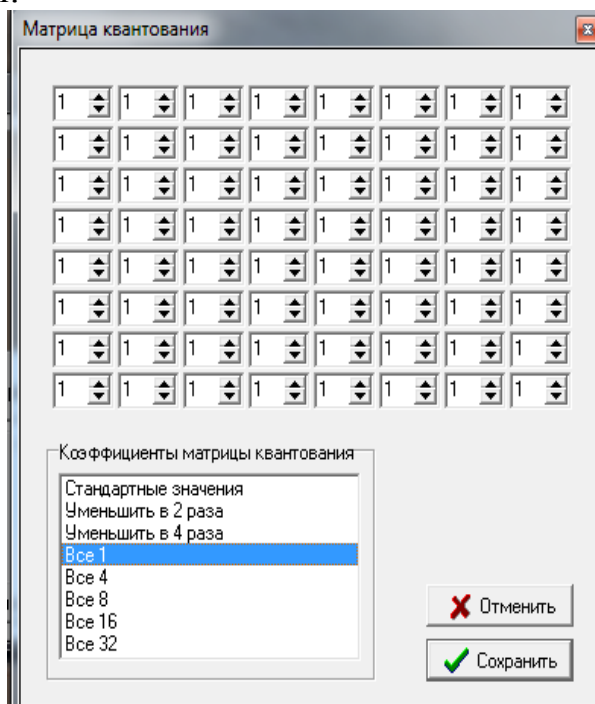 Матрица квантования
1 1 1 1 1 1 1 1
1 1 1 1 1 1 1 1
1 1 1 1 1 1 1 1
1 1 1 1 1 1 1 1
1 1 1 1 1 1 1 1
1 1 1 1 1 1 1 1
1 1 1 1 1 1 1 1
1 1 1 1 1 1 1 1
Коэффициенты матрицы квантования
Стандартные значения
Уменьшить в 2 раза
Уменьшить в 4 раза
Все 1
Все 4
Все 8
Все 16
Все 32
Отменить
Сохранить